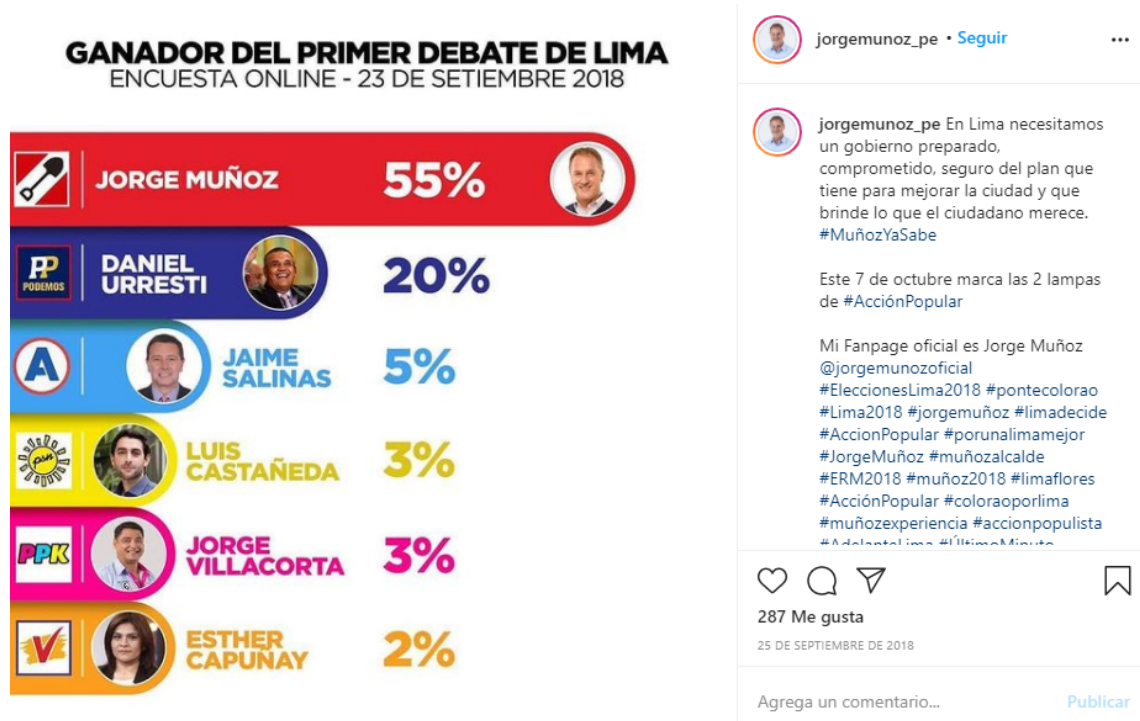 GANADOR DEL PRIMER DEBATE DE LIMA
ENCUESTA ONLINE - 23 DE SETIEMBRE 2018
JORGE MUÑOZ 55%
PP
PODEMOS
DANIEL
URRESTI
20%
A
JAIME
SALINAS
5%
psn
LUIS
CASTAÑEDA
3%
PPK
JORGE
VILLACORTA
3%
V
ESTHER
CAPUÑAY
2%
jorgemunoz_pe • Seguir
jorgemunoz_pe En Lima necesitamos
un gobierno preparado,
comprometido, seguro del plan que
tiene para mejorar la ciudad y que
brinde lo que el ciudadano merece.
#MuñozYaSabe
Este 7 de octubre marca las 2 lampas
de #AcciónPopular
Mi Fanpage oficial es Jorge Muñoz
@jorgemunozoficial
#EleccionesLima2018 #pontecolorao
#Lima2018 #jorgemuñoz #limadecide
#AccionPopular #porunalimamejor
#JorgeMuñoz #muñozalcalde
#ERM2018 #muñoz2018 #limaflores
#AcciónPopular #coloraoporlima
#muñozexperiencia #accionpopulista
#AdelanteLima #ÚltimoMinuto
287 Me gusta
25 DE SEPTIEMBRE DE 2018
Agrega un comentario... Publicar